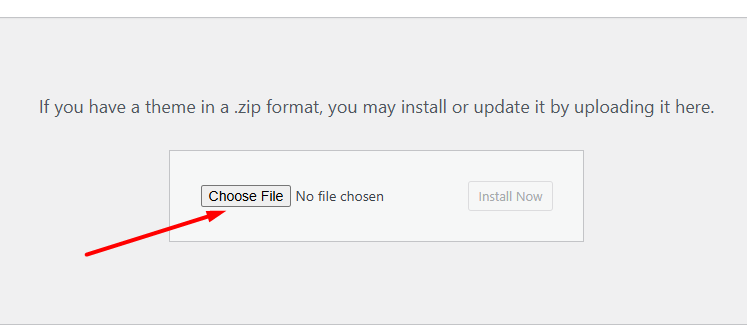 If you have a theme in a .zip format, you may install or update it by uploading it here.
Choose File No file chosen Install Now